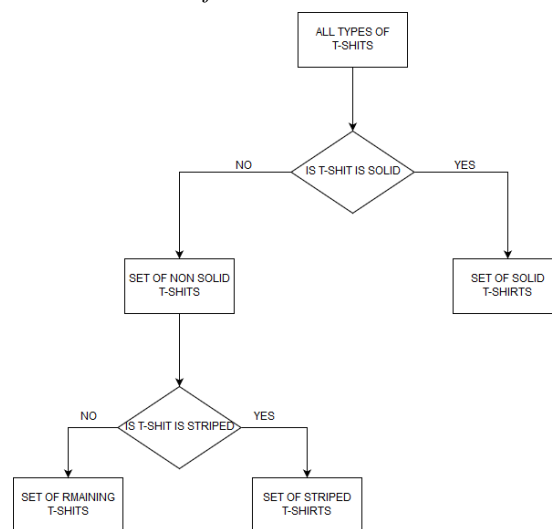 ALL TYPES OF
T-SHITS
IS T-SHIT IS SOLID
NO
YES
SET OF NON SOLID
T-SHITS
SET OF SOLID
T-SHIRTS
IS T-SHIT IS STRIPED
NO
YES
SET OF RMAINING
T-SHITS
SET OF STRIPED
T-SHIRTS